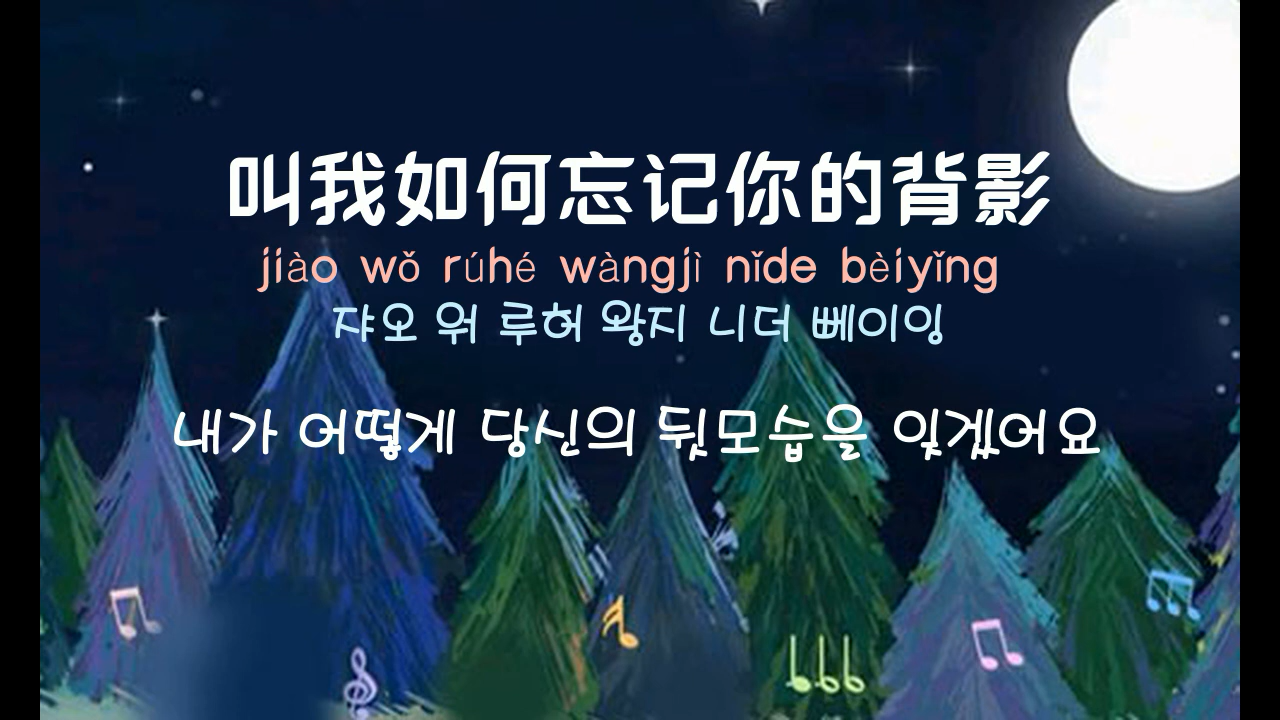 叫我如何忘记你的背影
jiào wǒ rúhé wàngjì nǐde bèiyǐng
쟈오 워 루허 왕지 니더 뻬이잉
내가 어떻게 당신의 뒷모습을 잊겠어요